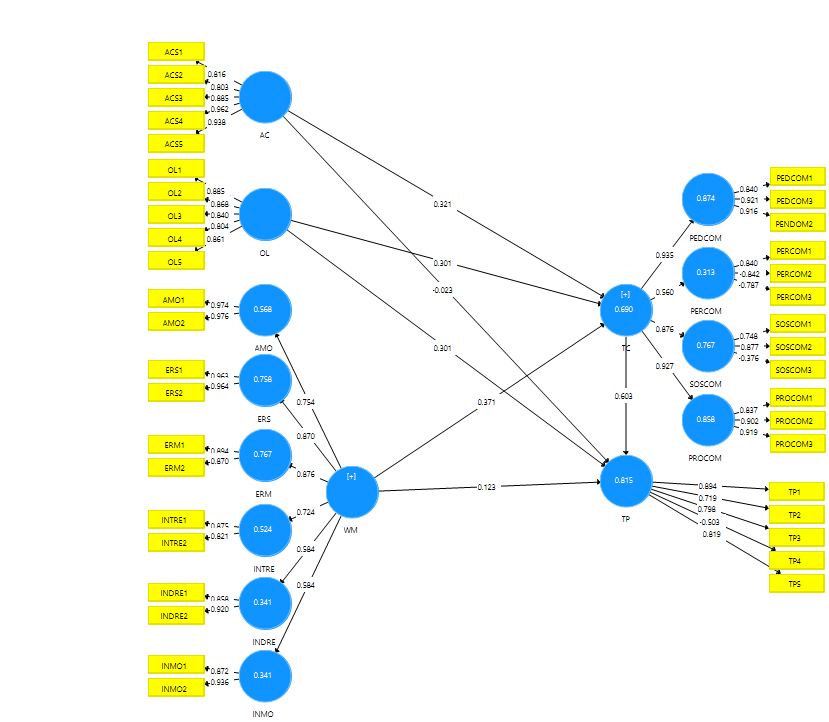 ACS1
ACS2
ACS3
ACS4
ACS5
0.816
0.803
0.885
0.962
0.938
AC
OL1
OL2
OL3
OL4
OL5
0.885
0.868
0.840
0.804
0.861
OL
AMO1
AMO2
0.974
0.976
0.568
AMO
ERS1
ERS2
0.963
0.964
0.758
ERS
ERM1
ERM2
0.894
0.870
0.767
ERM
INTRE1
INTRE2
0.875
0.821
0.524
INTRE
INDRE1
INDRE2
0.858
0.920
0.341
INDRE
INMO1
INMO2
0.872
0.936
0.341
INMO
0.754
0.870
0.876
0.724
0.584
0.584
[+]
WM
0.321
0.301
-0.023
0.301
0.371
0.123
[+]
0.690
TC
0.603
0.815
TP
0.935
0.560
0.876
0.927
0.874
PEDCOM
0.840
0.921
0.916
PEDCOM1
PEDCOM3
PENDOM2
0.313
PERCOM
0.840
-0.842
-0.787
PERCOM1
PERCOM2
PERCOM3
0.767
SOSCOM
0.748
0.877
-0.376
SOSCOM1
SOSCOM2
SOSCOM3
0.858
PROCOM
0.837
0.902
0.919
PROCOM1
PROCOM2
PROCOM3
0.894
0.719
0.798
-0.503
0.819
TP1
TP2
TP3
TP4
TP5